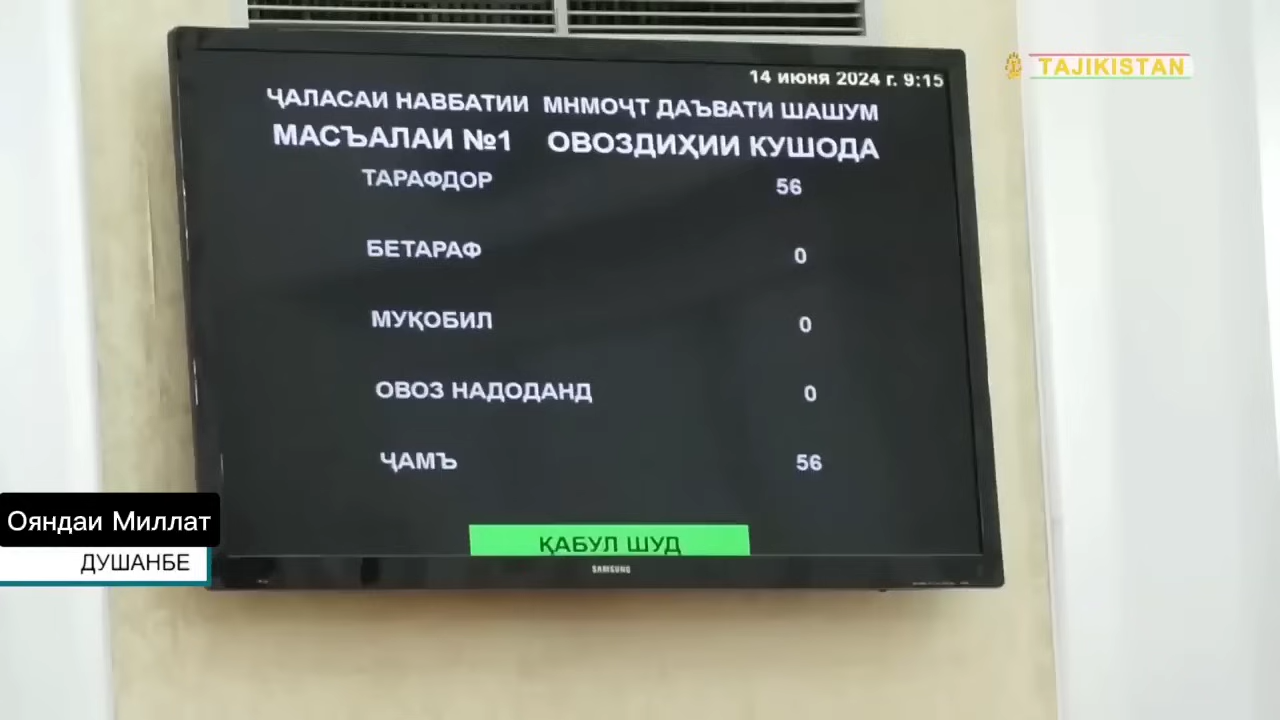 TAJIKISTAN
14 июня 2024 г. 9:15
ҶАЛАСАИ НАВБАТИИ МНМОҶТ ДАЪВАТИ ШАШУМ
МАСЪАЛАИ №1 ОВОЗДИҲИИ КУШОДА
ТАРАФДОР 56
БЕТАРАФ 0
МУҚОБИЛ 0
ОВОЗ НАДОДАНД 0
ҶАМЪ 56
ҚАБУЛ ШУД
SAMSUNG
Ояндаи Миллат
ДУШАНБЕ